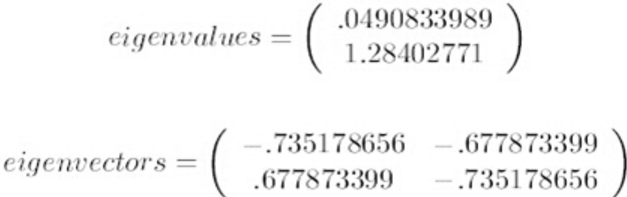 eigenvalues = ( .0490833989
1.28402771 )
eigenvectors = ( −.735178656 −.677873399
.677873399 −.735178656 )